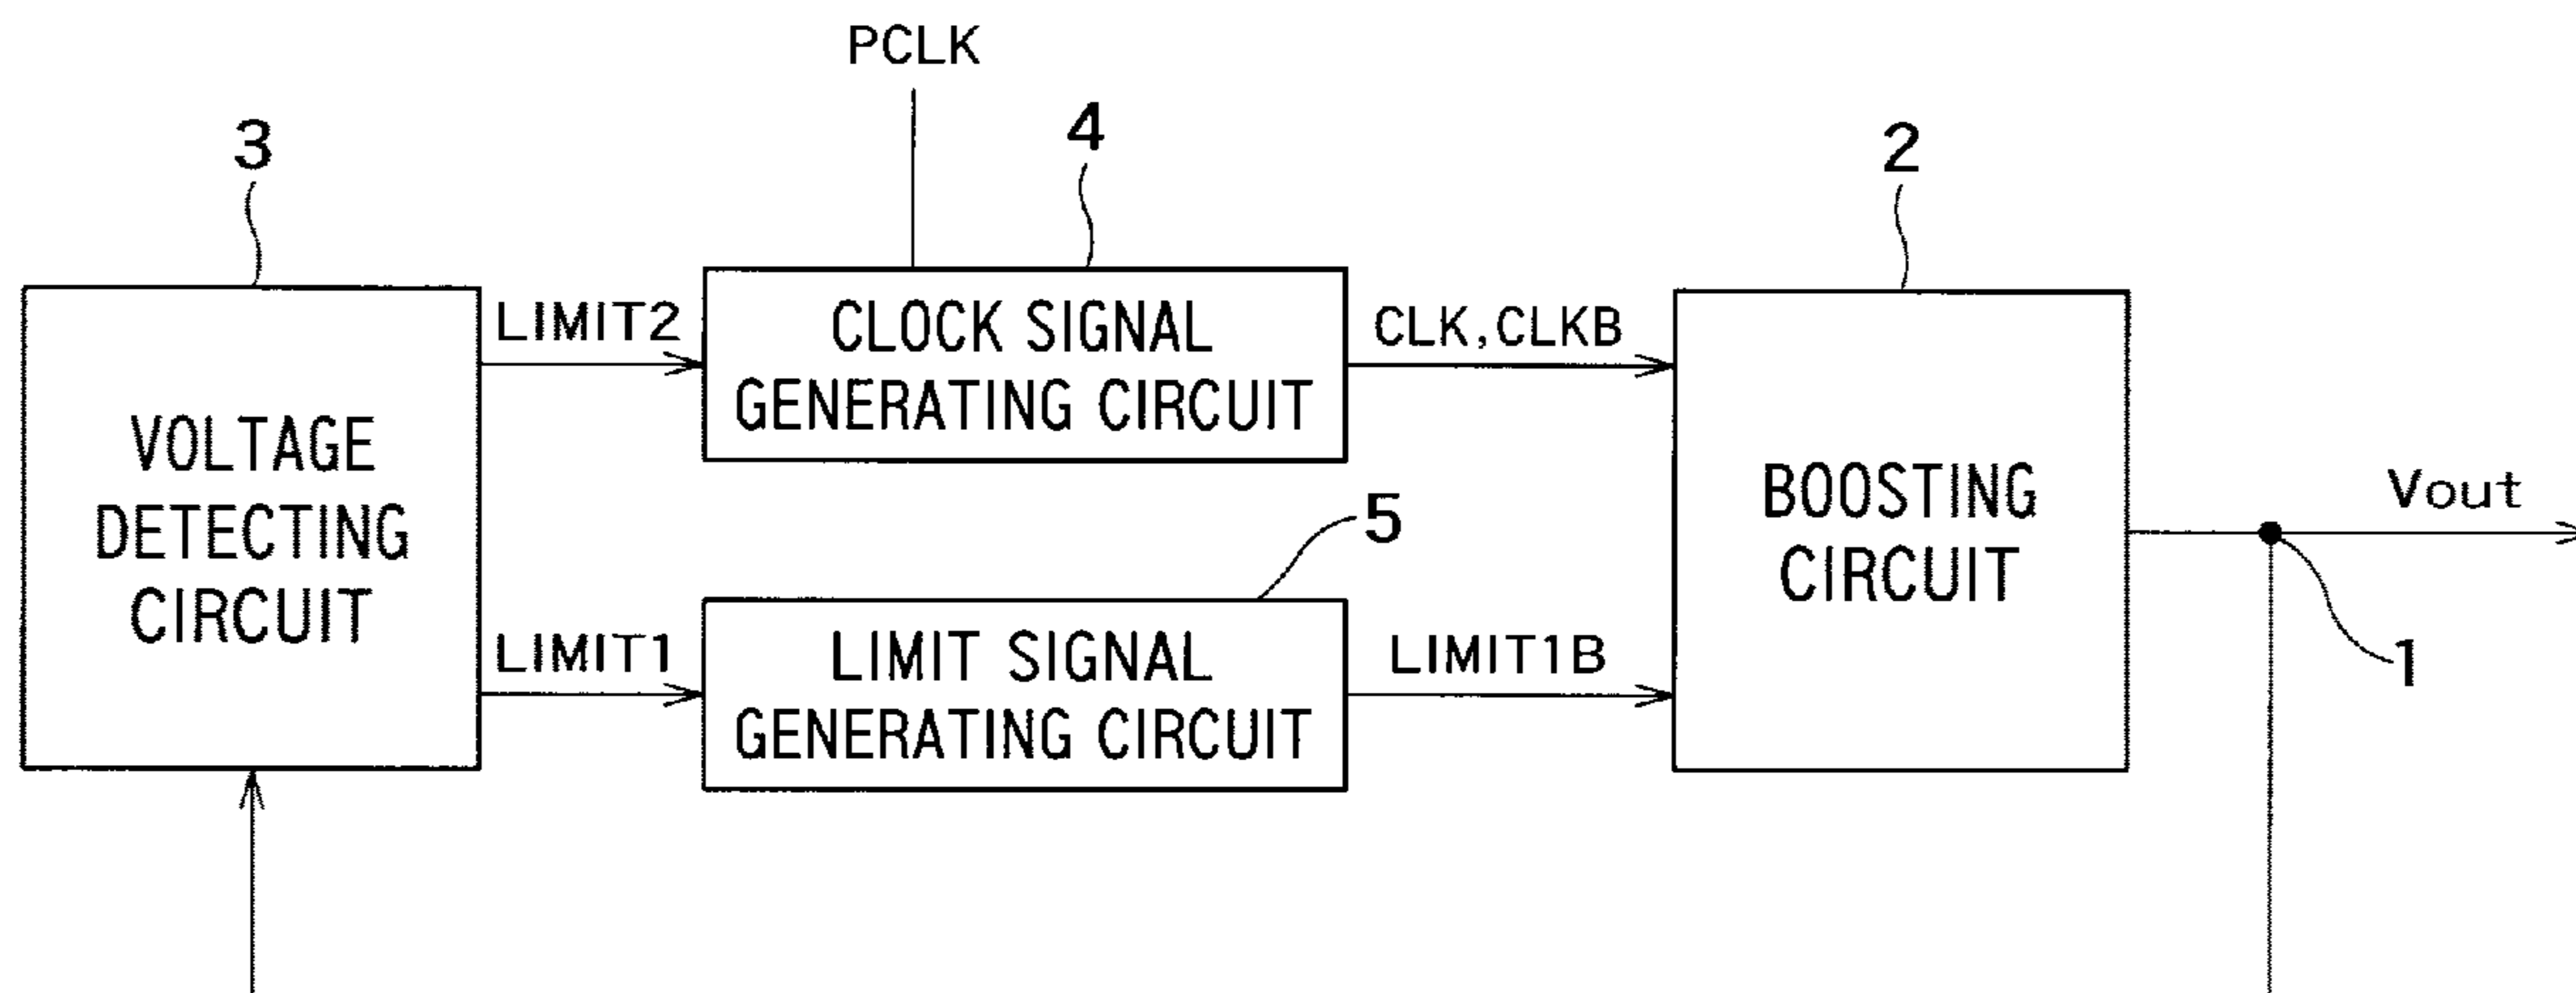 PCLK
3
4
2
LIMIT2
CLOCK SIGNAL
GENERATING CIRCUIT
CLK,CLKB
VOLTAGE
DETECTING
CIRCUIT
BOOSTING
CIRCUIT
Vout
5
1
LIMIT1
LIMIT SIGNAL
GENERATING CIRCUIT
LIMIT1B